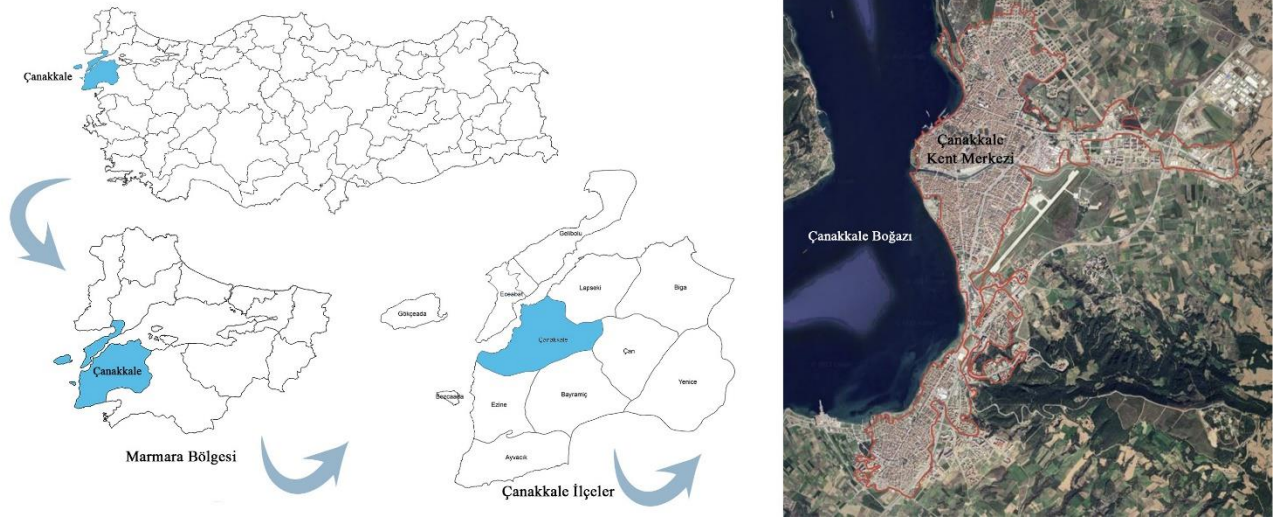 Çanakkale
Çanakkale
Marmara Bölgesi
Gelibolu
Eceabat
Lapseki
Biga
Gökçeada
Çanakkale
Çan
Yenice
Bozcaada
Ezine
Bayramiç
Ayvacık
Çanakkale İlçeler
Çanakkale
Kent Merkezi
Çanakkale Boğazı